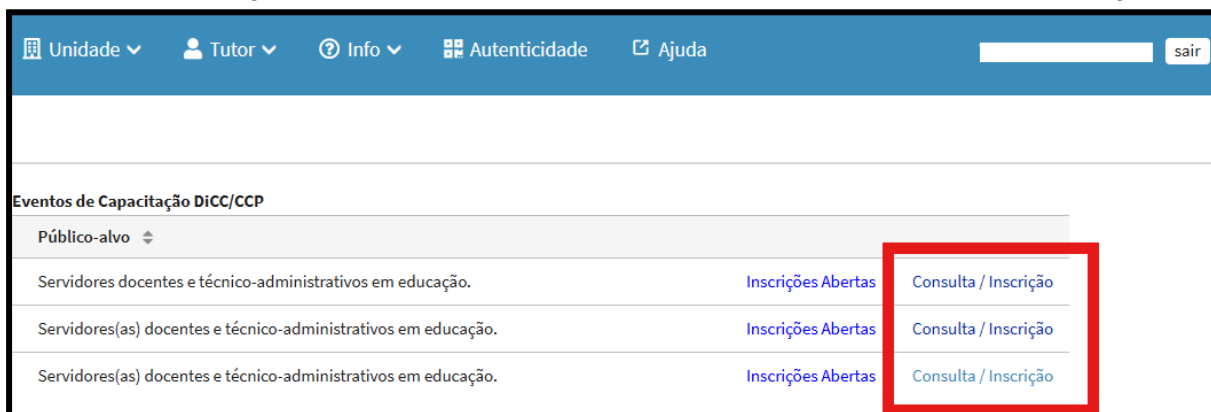 Unidade Tutor Info Autenticidade Ajuda sair
Eventos de Capacitação DiCC/CCP
Público-alvo
Servidores docentes e técnico-administrativos em educação. Inscrições Abertas Consulta / Inscrição
Servidores(as) docentes e técnico-administrativos em educação. Inscrições Abertas Consulta / Inscrição
Servidores(as) docentes e técnico-administrativos em educação. Inscrições Abertas Consulta / Inscrição